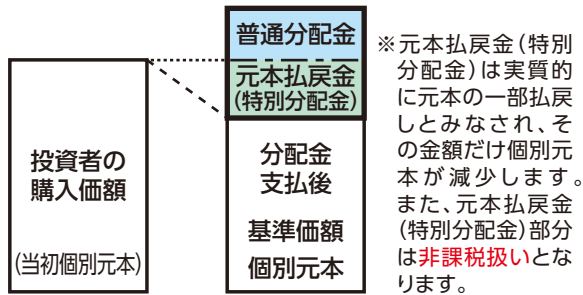 投資者の
購入価額
(当初個別元本)
普通分配金
元本払戻金
(特別分配金)
分配金
支払後
基準価額
個別元本
※元本払戻金(特別
分配金)は実質的
に元本の一部払戻
しとみなされ、そ
の金額だけ個別元
本が減少します。
また、元本払戻金
(特別分配金)部分
は非課税扱いとな
ります。